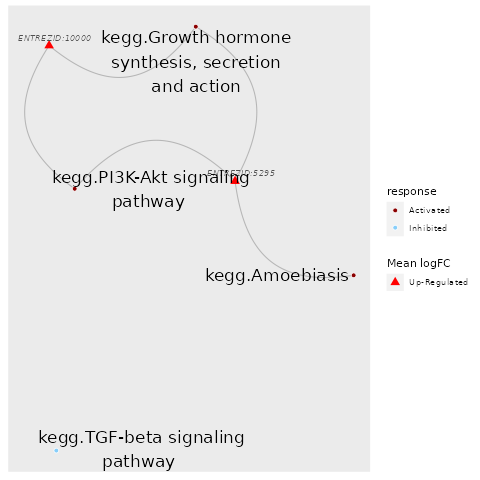 ENTREZID:10000
kegg.Growth hormone
synthesis, secretion
and action
kegg.PI3K-Akt signaling
pathway
ENTREZID:5295
kegg.Amoebiasis
kegg.TGF-beta signaling
pathway
response
Activated
Inhibited
Mean logFC
Up-Regulated